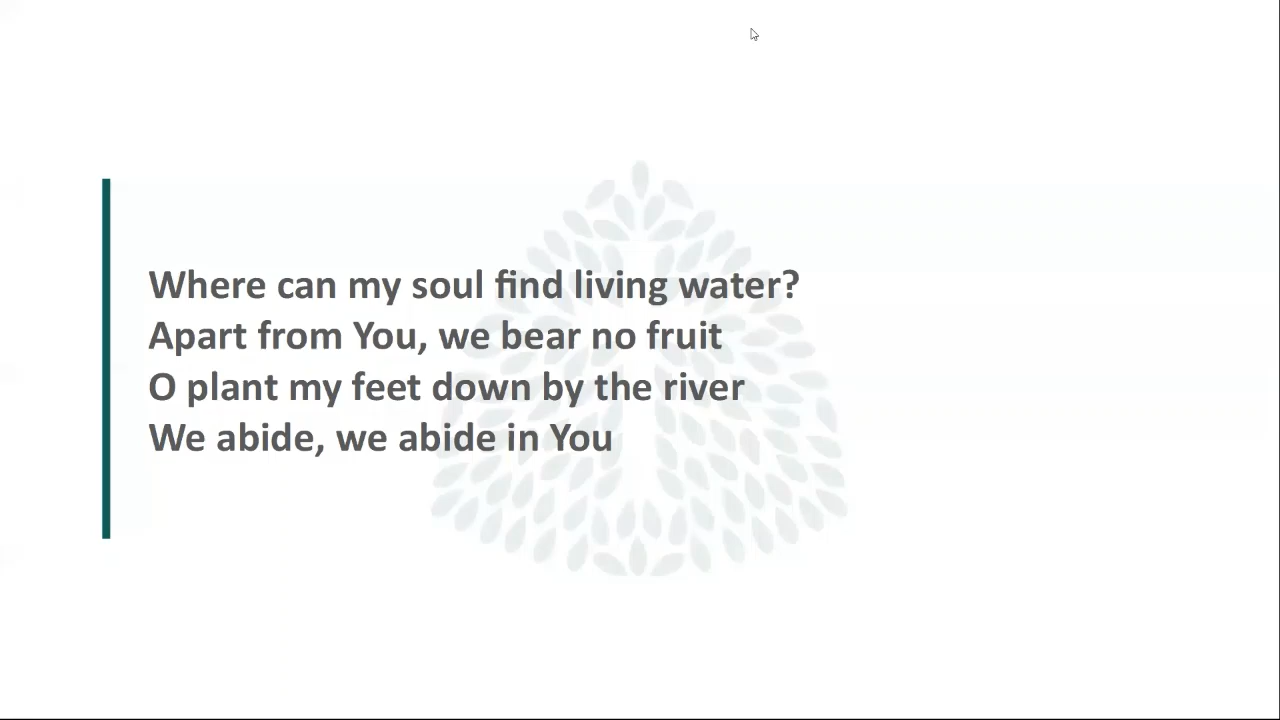 Where can my soul find living water?
Apart from You, we bear no fruit
O plant my feet down by the river
We abide, we abide in You